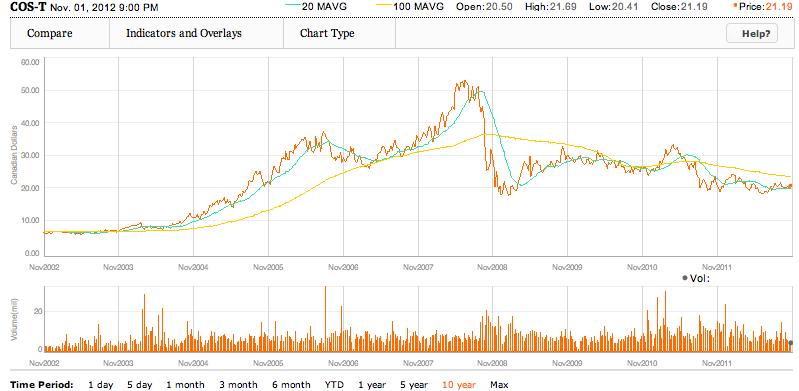 COS-T Nov. 01, 2012 9:00 PM 20 MAVG 100 MAVG Open:20.50 High:21.69 Low:20.41 Close:21.19 Price:21.19
Compare Indicators and Overlays Chart Type Help?
60.00
50.00
40.00
30.00
20.00
10.00
0.00
Canadian Dollars
Nov2002 Nov2003 Nov2004 Nov2005 Nov2006 Nov2007 Nov2008 Nov2009 Nov2010 Nov2011
Vol:
20
0
Volume(mil)
Nov2002 Nov2003 Nov2004 Nov2005 Nov2006 Nov2007 Nov2008 Nov2009 Nov2010 Nov2011
Time Period: 1 day 5 day 1 month 3 month 6 month YTD 1 year 5 year 10 year Max